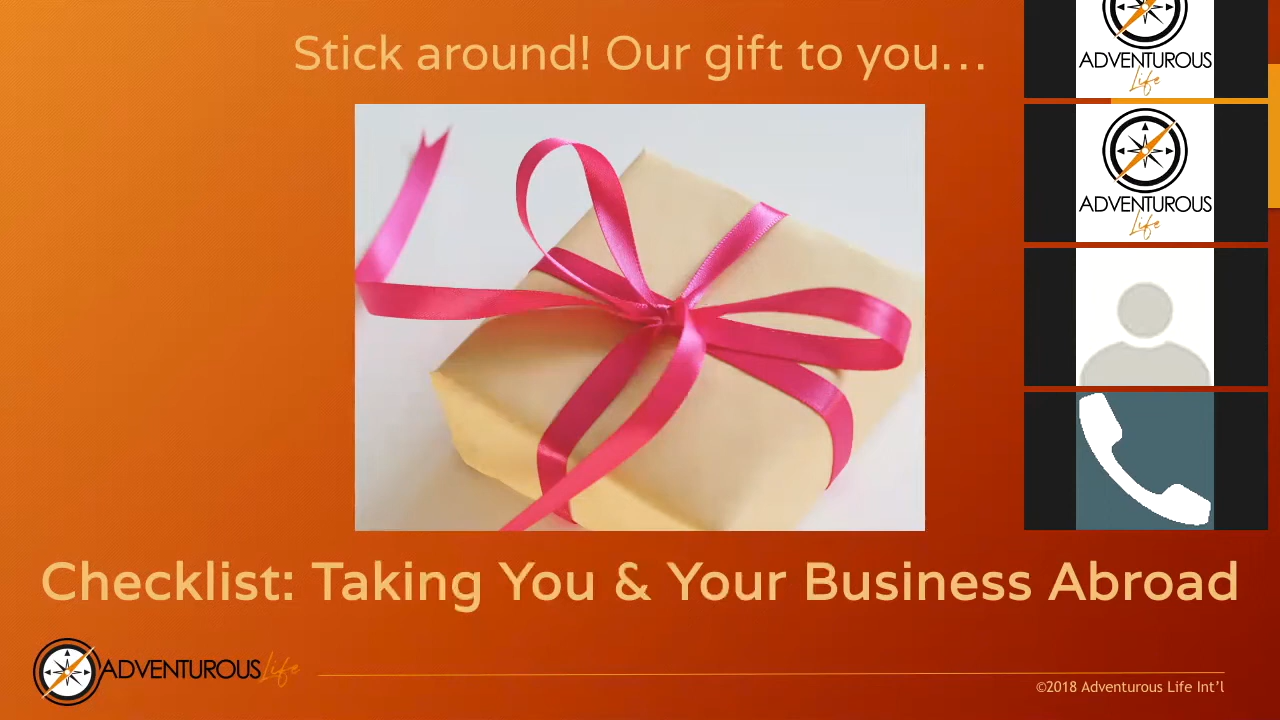 Stick around! Our gift to you...
ADVENTUROUS
Life
ADVENTUROUS
Life
Checklist: Taking You & Your Business Abroad
ADVENTUROUS Life
©2018 Adventurous Life Int'l